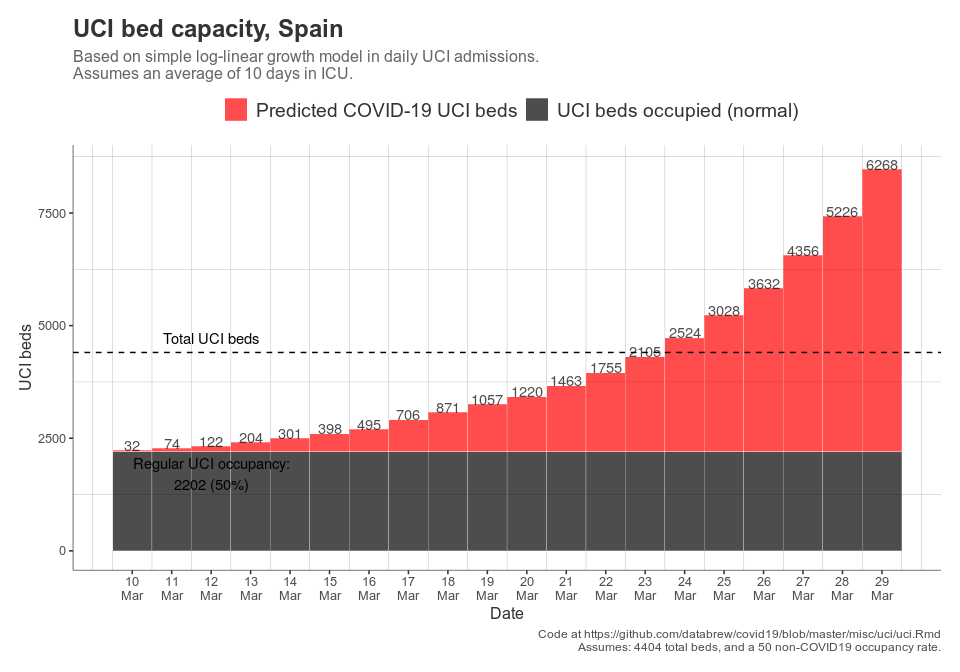 UCI bed capacity, Spain
Based on simple log-linear growth model in daily UCI admissions.
Assumes an average of 10 days in ICU.
Predicted COVID-19 UCI beds UCI beds occupied (normal)
6268
5226
4356
3632
3028
2524
2105
1755
1463
1220
1057
871
706
495
398
301
204
122
74
32
7500
5000
2500
0
UCI beds
Total UCI beds
Regular UCI occupancy:
2202 (50%)
10 11 12 13 14 15 16 17 18 19 20 21 22 23 24 25 26 27 28 29
Mar Mar Mar Mar Mar Mar Mar Mar Mar Mar Mar Mar Mar Mar Mar Mar Mar Mar Mar Mar
Date
Code at https://github.com/databrew/covid19/blob/master/misc/uci/uci.Rmd
Assumes: 4404 total beds, and a 50 non-COVID19 occupancy rate.